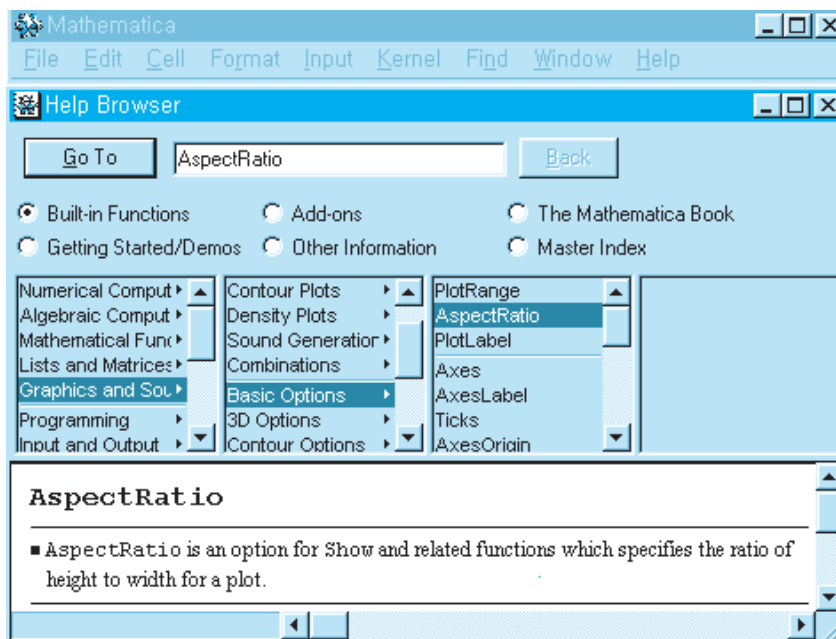 Mathematica
File Edit Cell Format Input Kernel Find Window Help
Help Browser
Go To AspectRatio Back
Built-in Functions Add-ons The Mathematica Book
Getting Started/Demos Other Information Master Index
Numerical Comput Contour Plots PlotRange
Algebraic Comput Density Plots AspectRatio
Mathematical Func Sound Generation PlotLabel
Lists and Matrices Combinations
Graphics and Sou Basic Options Axes
Programming 3D Options AxesLabel
Input and Output Contour Options Ticks
AxesOrigin
AspectRatio
■ AspectRatio is an option for Show and related functions which specifies the ratio of
height to width for a plot.